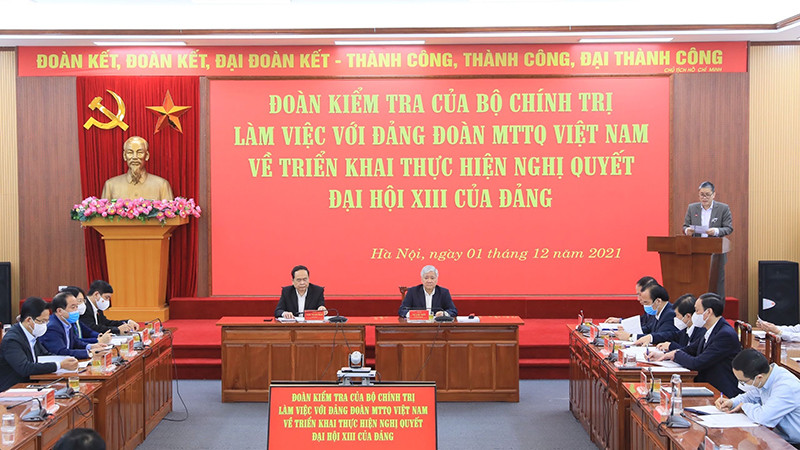 ĐOÀN KẾT, ĐOÀN KẾT, ĐẠI ĐOÀN KẾT - THÀNH CÔNG, THÀNH CÔNG, ĐẠI THÀNH CÔNG
CHỦ TỊCH HỒ CHÍ MINH
ĐOÀN KIỂM TRA CỦA BỘ CHÍNH TRỊ
LÀM VIỆC VỚI ĐẢNG ĐOÀN MTTQ VIỆT NAM
VỀ TRIỂN KHAI THỰC HIỆN NGHỊ QUYẾT
ĐẠI HỘI XIII CỦA ĐẢNG
Hà Nội, ngày 01 tháng 12 năm 2021
ĐOÀN KIỂM TRA CỦA BỘ CHÍNH TRỊ
LÀM VIỆC VỚI ĐẢNG ĐOÀN MTTQ VIỆT NAM
VỀ TRIỂN KHAI THỰC HIỆN NGHỊ QUYẾT
ĐẠI HỘI XIII CỦA ĐẢNG